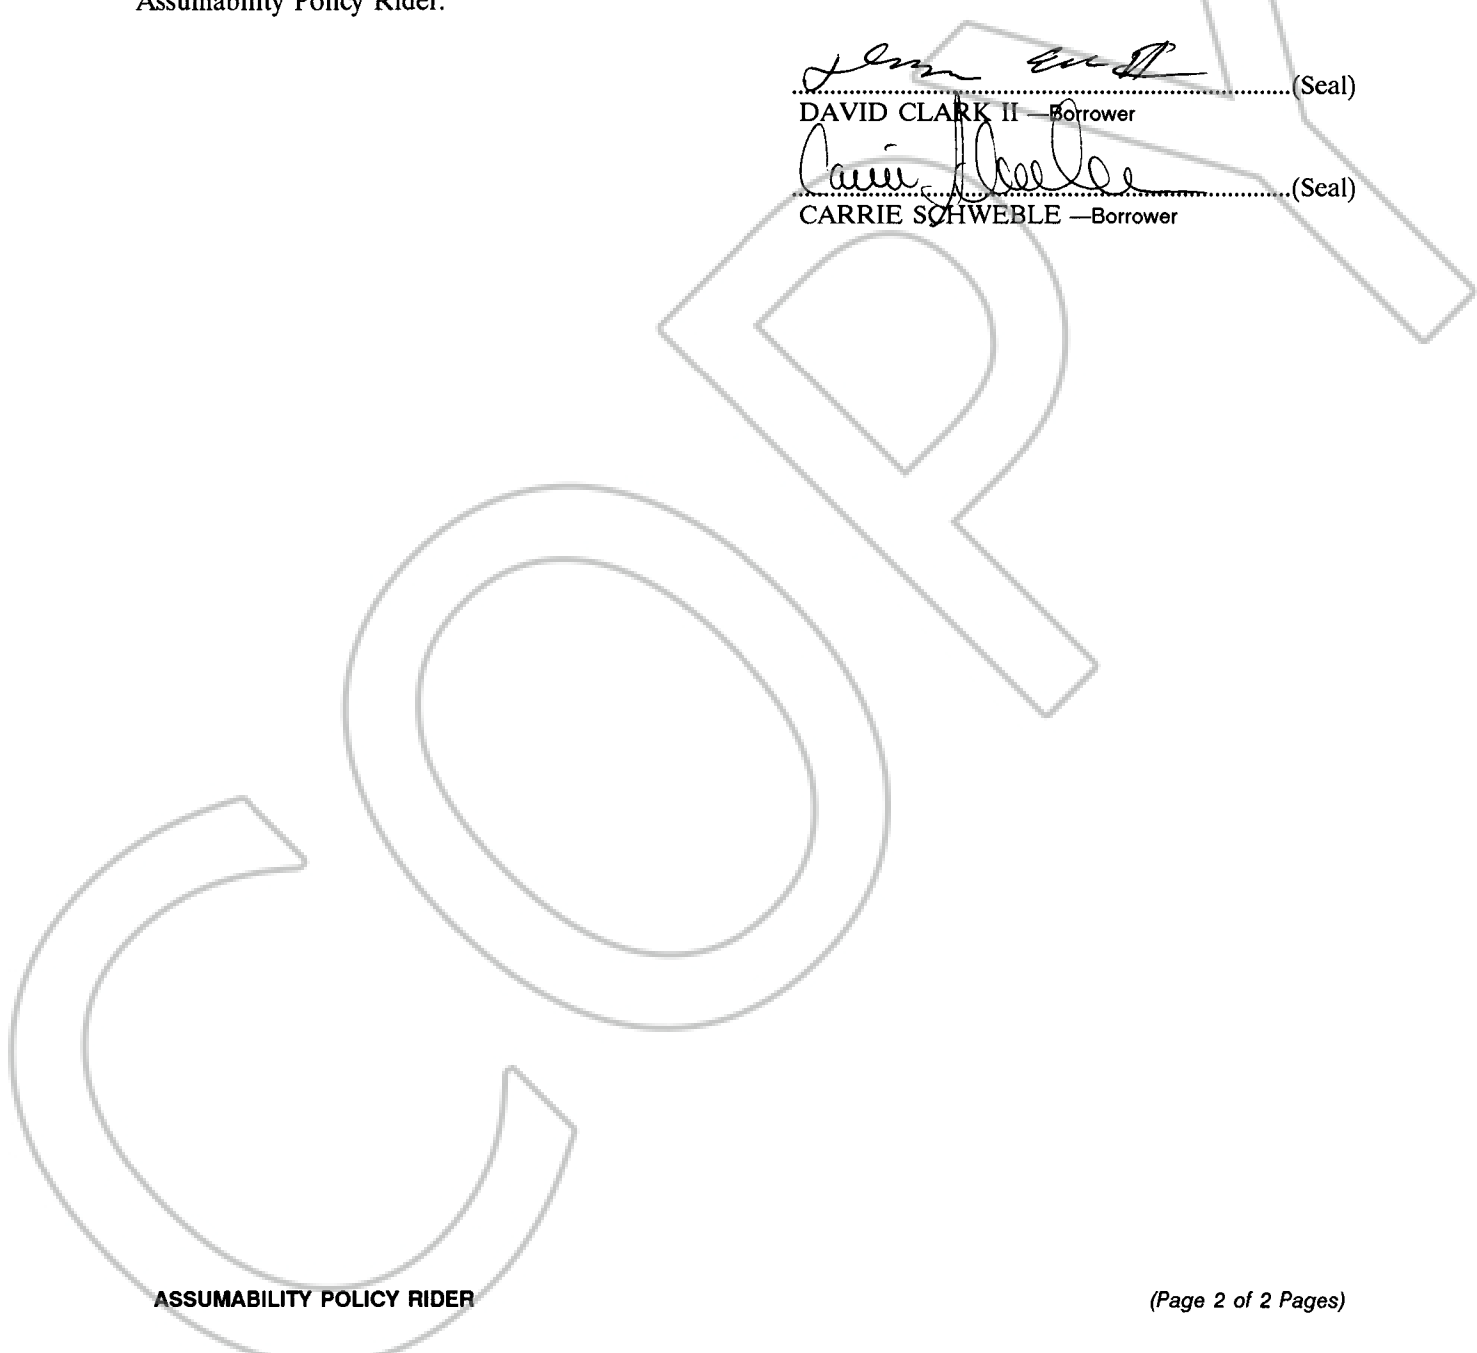 Assumability Policy Rider.
(Seal)
DAVID CLARK II —Borrower
(Seal)
CARRIE SCHWEBLE —Borrower
COPY
ASSUMABILITY POLICY RIDER
(Page 2 of 2 Pages)